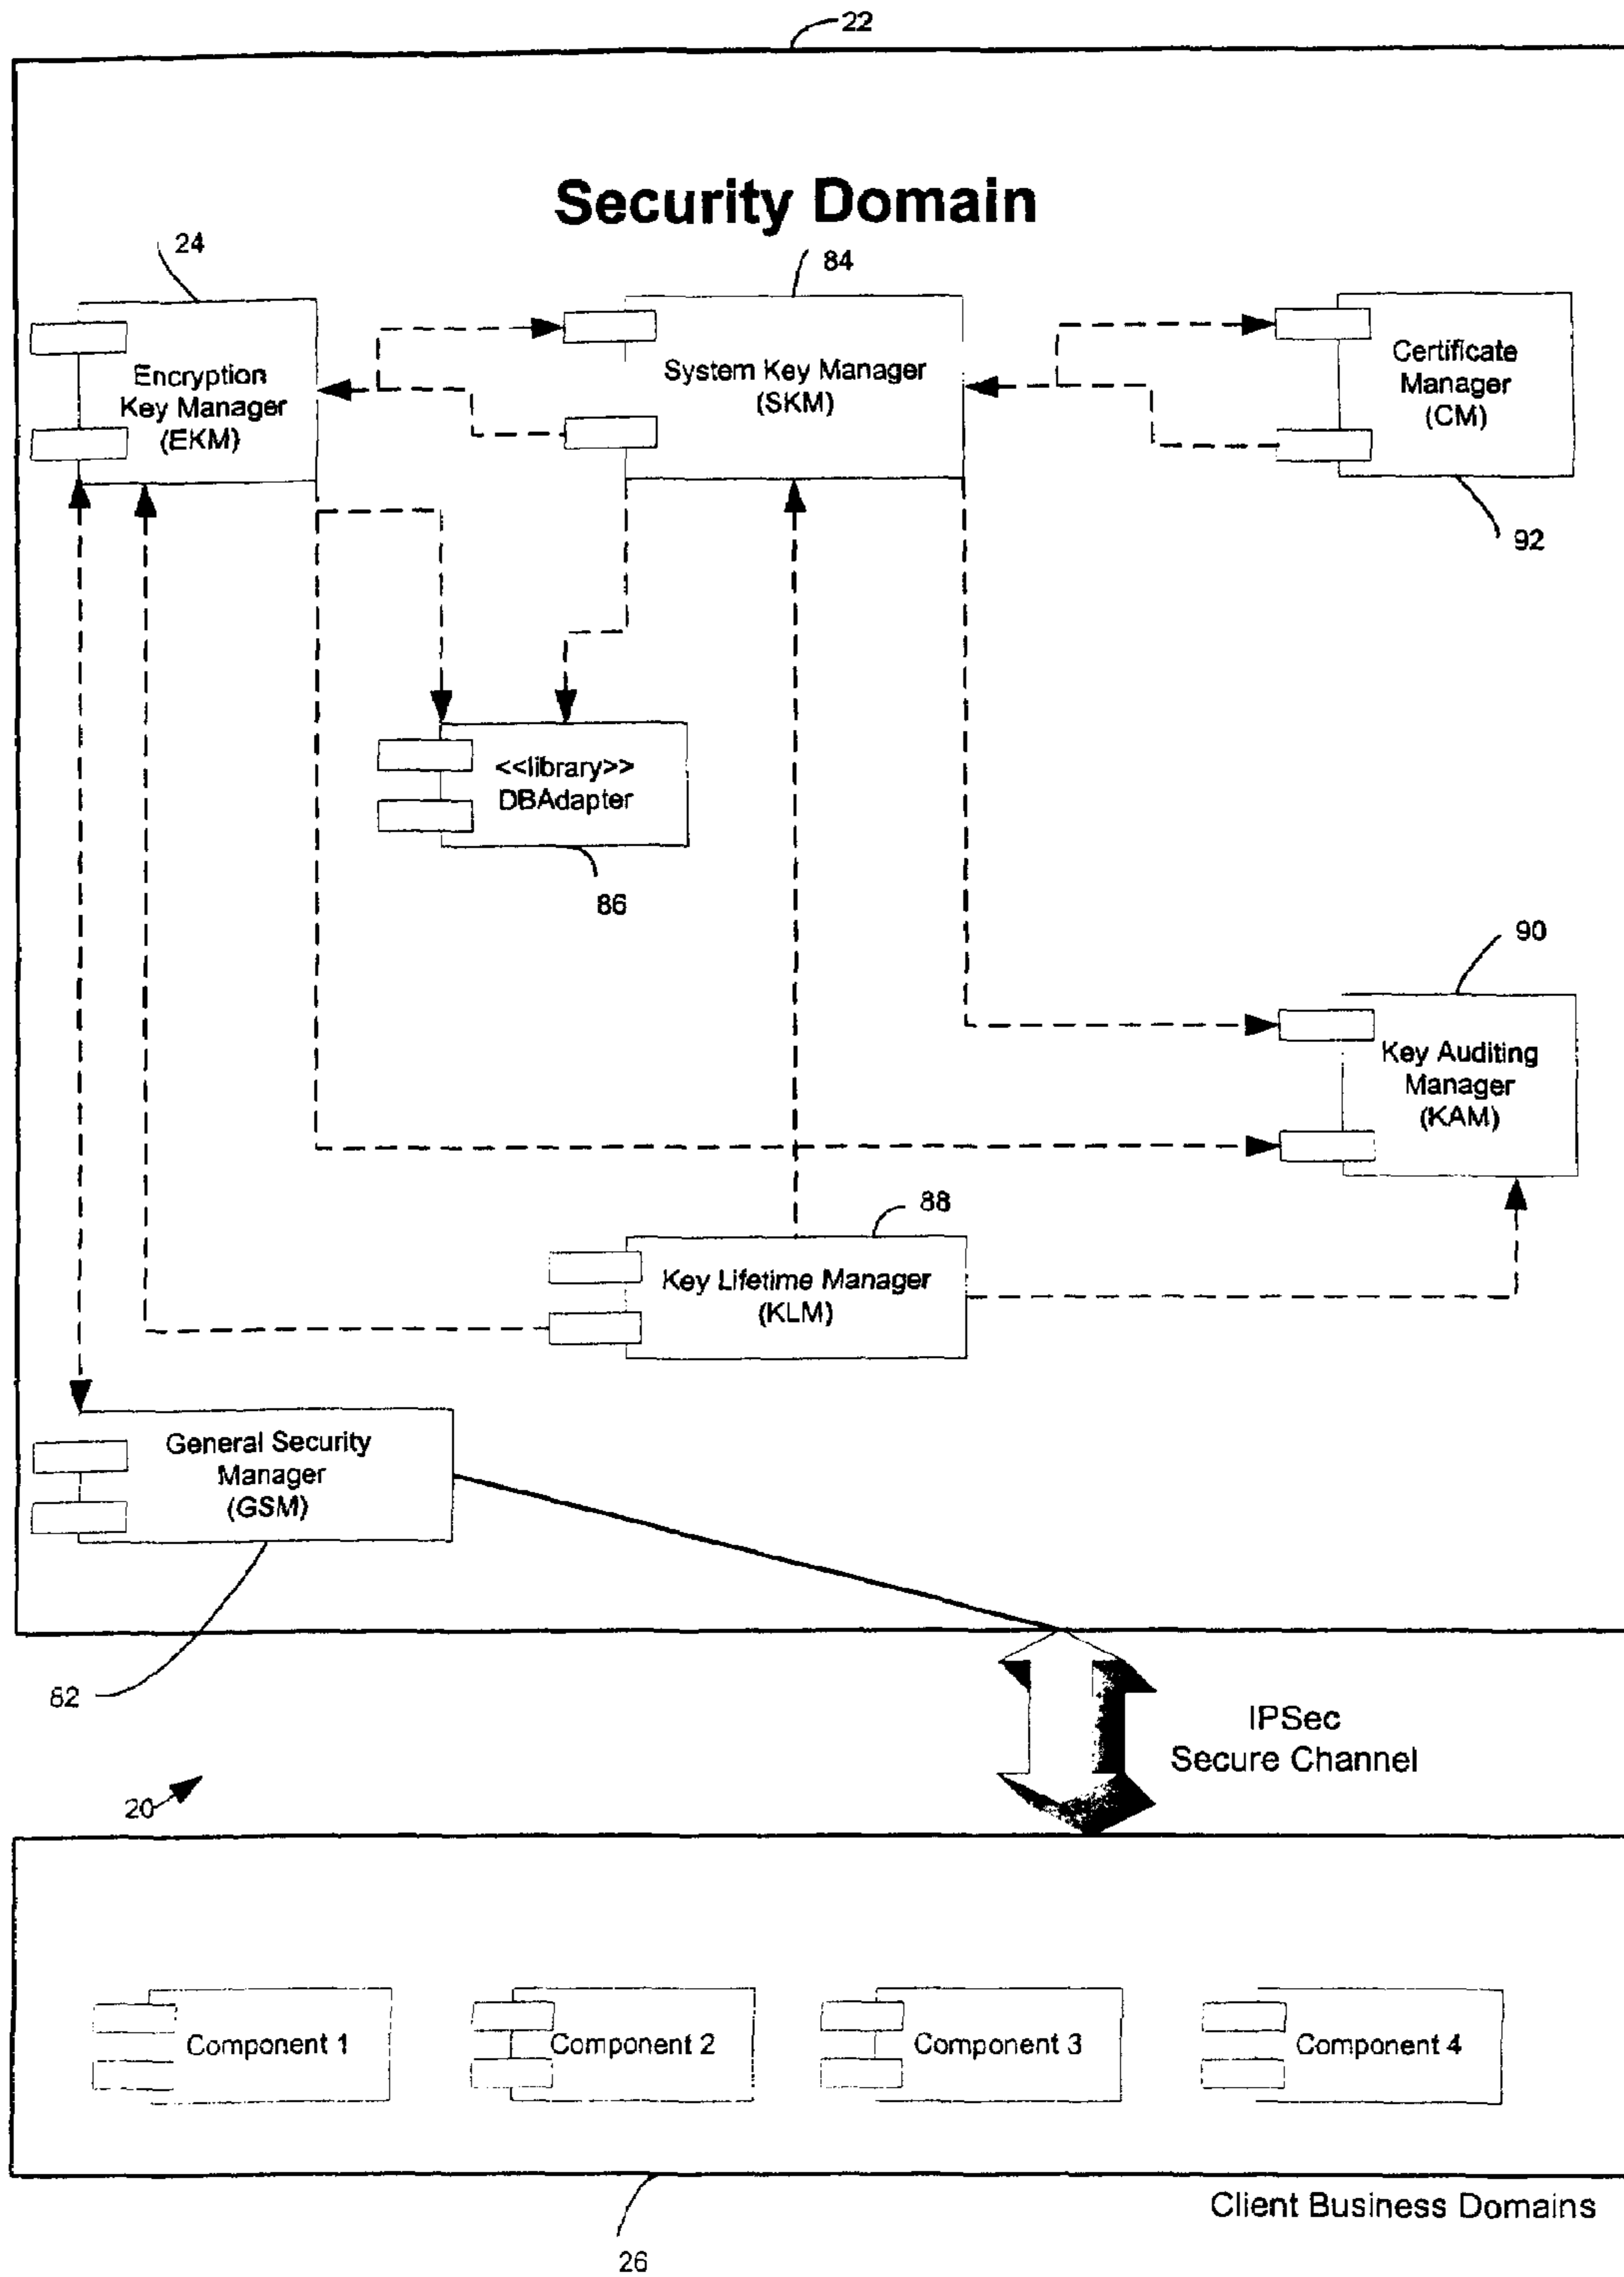 22
Security Domain
24
84
Encryption
Key Manager
(EKM)
System Key Manager
(SKM)
Certificate
Manager
(CM)
92
<<library>>
DBAdapter
86
90
Key Auditing
Manager
(KAM)
88
Key Lifetime Manager
(KLM)
General Security
Manager
(GSM)
82
IPSec
Secure Channel
20
Component 1
Component 2
Component 3
Component 4
Client Business Domains
26